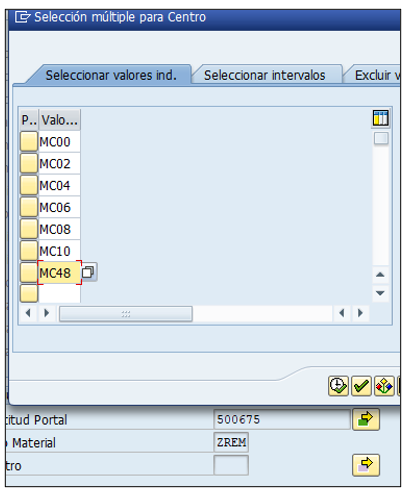 Selección múltiple para Centro
Seleccionar valores ind. Seleccionar intervalos Excluir v
P.. Valo...
MC00
MC02
MC04
MC06
MC08
MC10
MC48
citud Portal 500675
o Material ZREM
tro